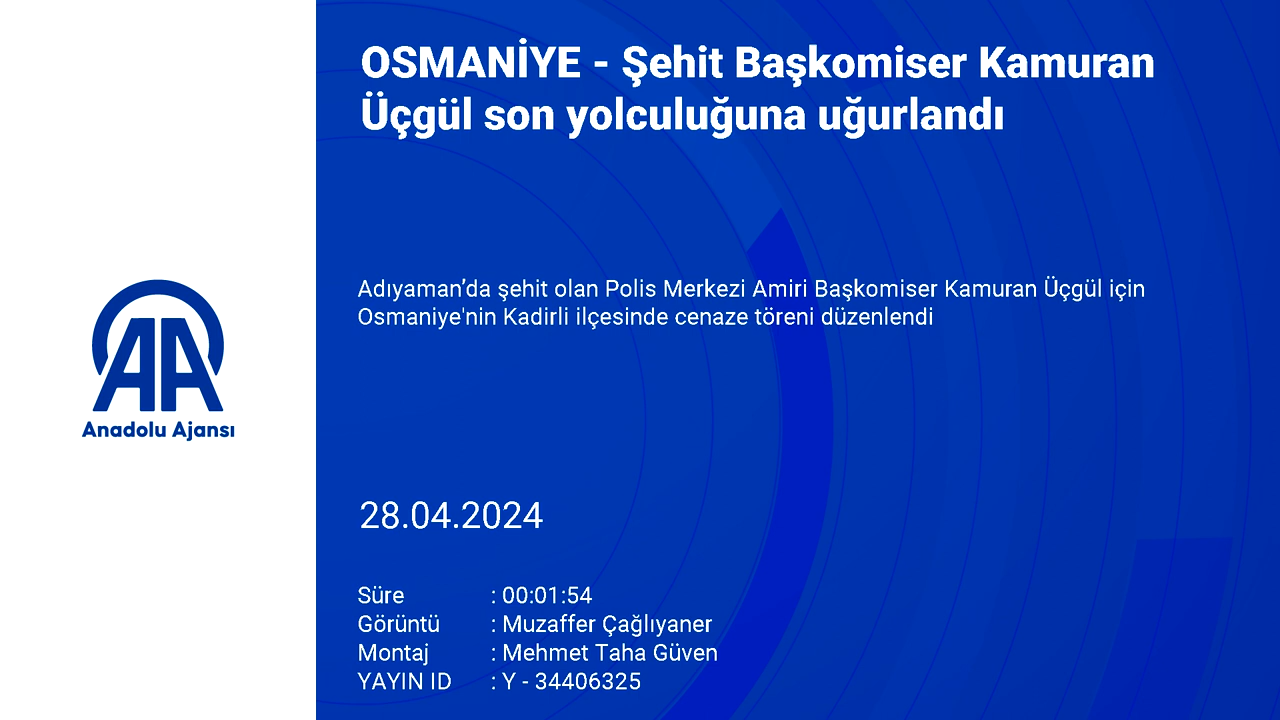 OSMANİYE - Şehit Başkomiser Kamuran
Üçgül son yolculuğuna uğurlandı
Adıyaman’da şehit olan Polis Merkezi Amiri Başkomiser Kamuran Üçgül için
Osmaniye'nin Kadirli ilçesinde cenaze töreni düzenlendi
AA
Anadolu Ajansı
28.04.2024
Süre : 00:01:54
Görüntü : Muzaffer Çağlıyaner
Montaj : Mehmet Taha Güven
YAYIN ID : Y - 34406325